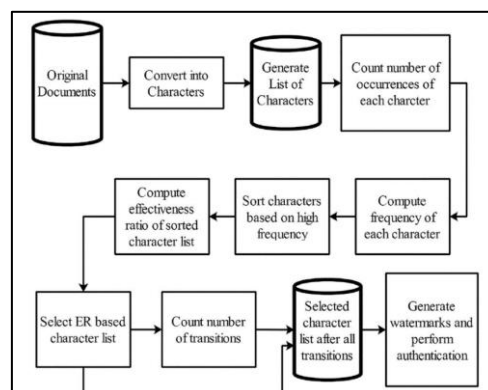 Original
Documents
Convert into
Characters
Generate
List of
Characters
Count number of
occurrences of
each charcter
Compute
effectiveness
ratio of sorted
character list
Sort characters
based on high
frequency
Compute
frequency of
each character
Select ER based
character list
Count number
of transitions
Selected
character
list after all
transitions
Generate
watermarks and
perform
authentication